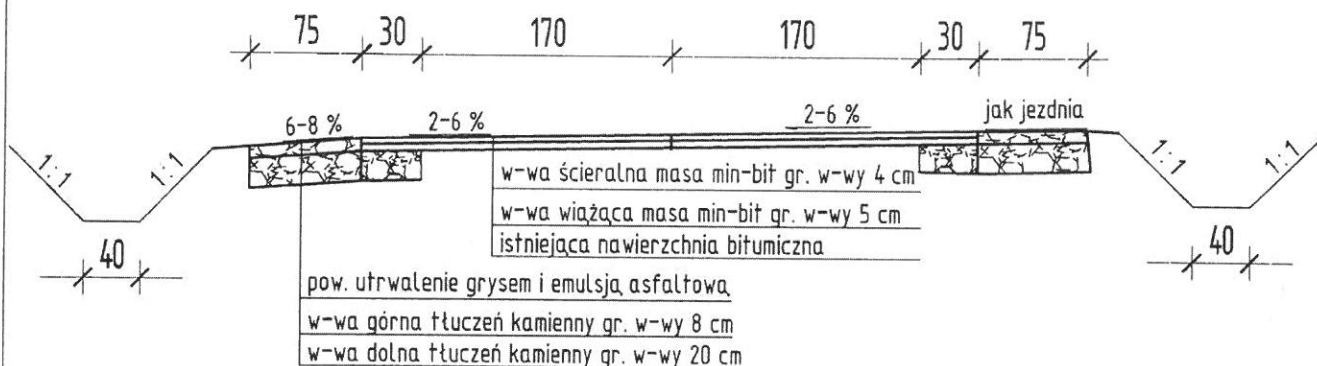 75 30 170 170 30 75
6-8 % 2-6 % 2-6 % jak jezdnia
1:1 1:1 1:1 1:1
w-wa ścieralna masa min-bit gr. w-wy 4 cm
w-wa wiążąca masa min-bit gr. w-wy 5 cm
istniejąca nawierzchnia bitumiczna
40 40
pow. utrwalenie grysem i emulsją asfaltową
w-wa górna tłuczeń kamienny gr. w-wy 8 cm
w-wa dolna tłuczeń kamienny gr. w-wy 20 cm